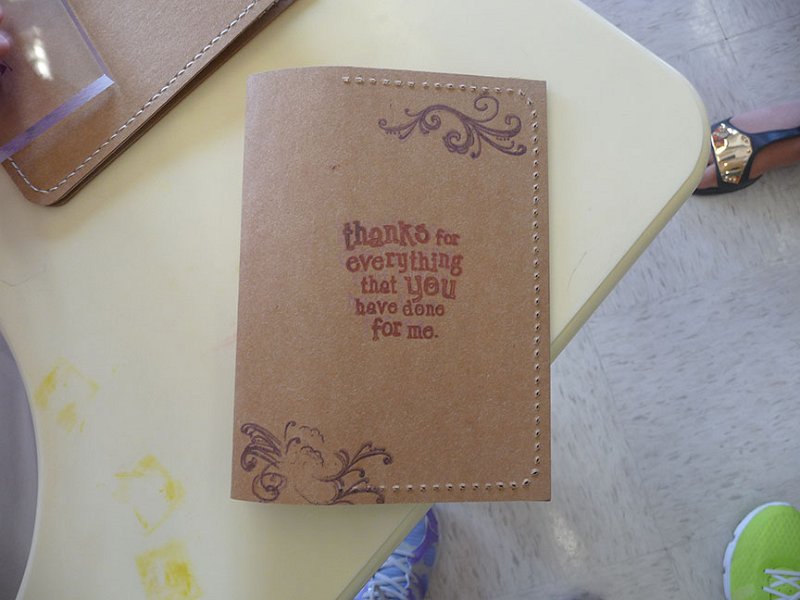 thanks for
everything
that you
have done
for me.